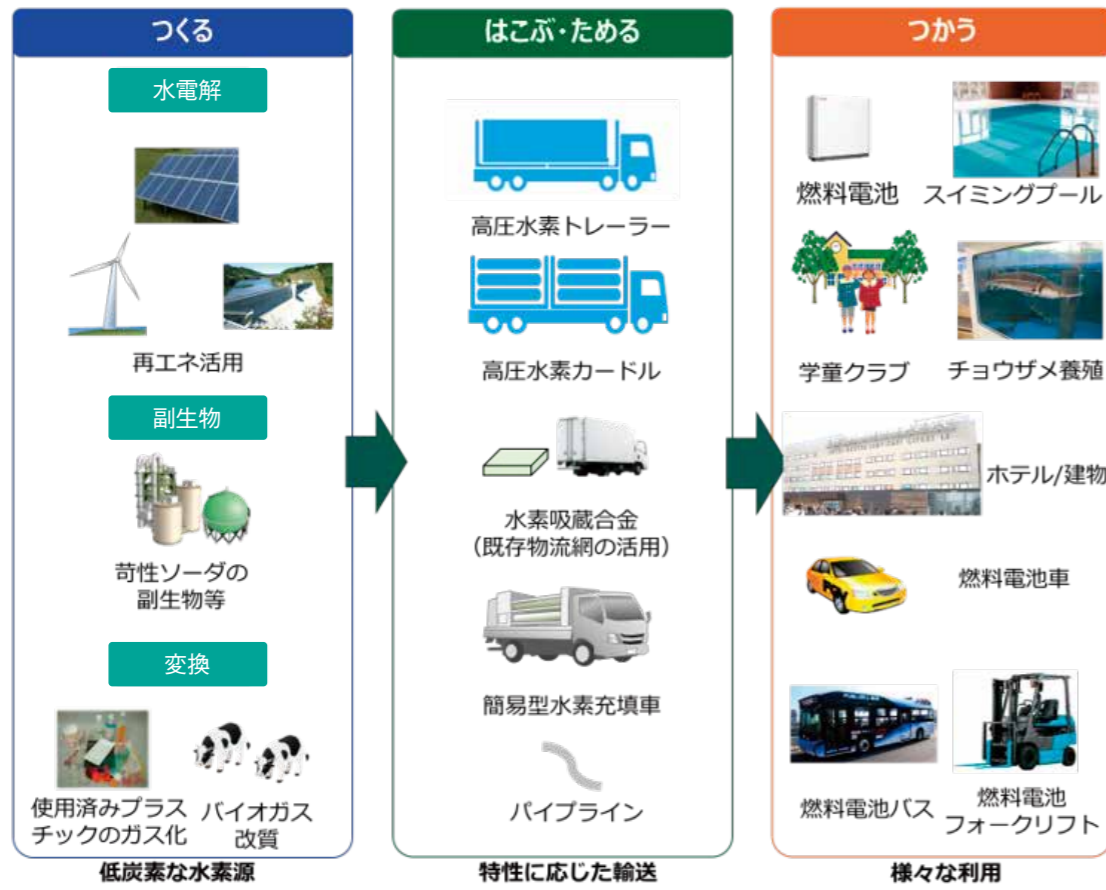 つくる
水電解
再エネ活用
副生物
苛性ソーダの
副生物等
変換
使用済みプラス
チックのガス化
バイオガス
改質
低炭素な水素源
はこぶ・ためる
高圧水素トレーラー
高圧水素カードル
水素吸蔵合金
（既存物流網の活用）
簡易型水素充填車
パイプライン
特性に応じた輸送
つかう
燃料電池
スイミングプール
学童クラブ
チョウザメ養殖
ホテル/建物
燃料電池車
燃料電池バス
燃料電池
フォークリフト
様々な利用